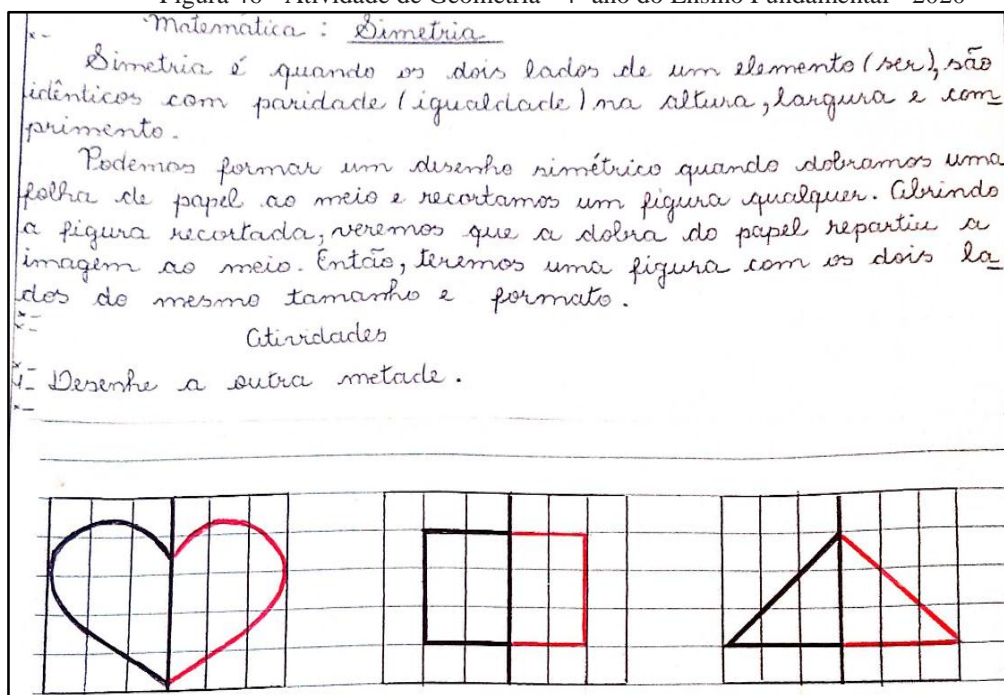 Figura 46 - Atividade de Geometria - 4º ano do Ensino Fundamental - 2020
Matemática : Simetria
Simetria é quando os dois lados de um elemento (ser), são
idênticos com paridade (igualdade) na altura, largura e com
primento.
Podemos formar um desenho simétrico quando dobramos uma
folha de papel ao meio e recortamos um figura qualquer. Abrindo
a figura recortada, veremos que a dobra do papel repartiu a
imagem ao meio. Então, teremos uma figura com os dois la
dos do mesmo tamanho e formato.
Atividades
1- Desenhe a outra metade.